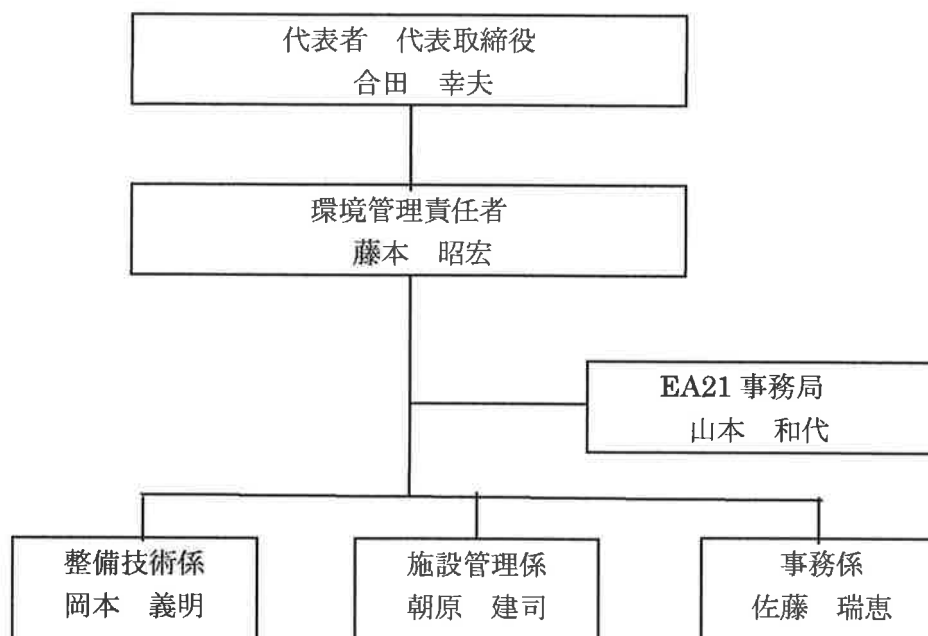 代表者　代表取締役
合田　幸夫
環境管理責任者
藤本　昭宏
EA21 事務局
山本　和代
整備技術係
岡本　義明
施設管理係
朝原　建司
事務係
佐藤　瑞恵